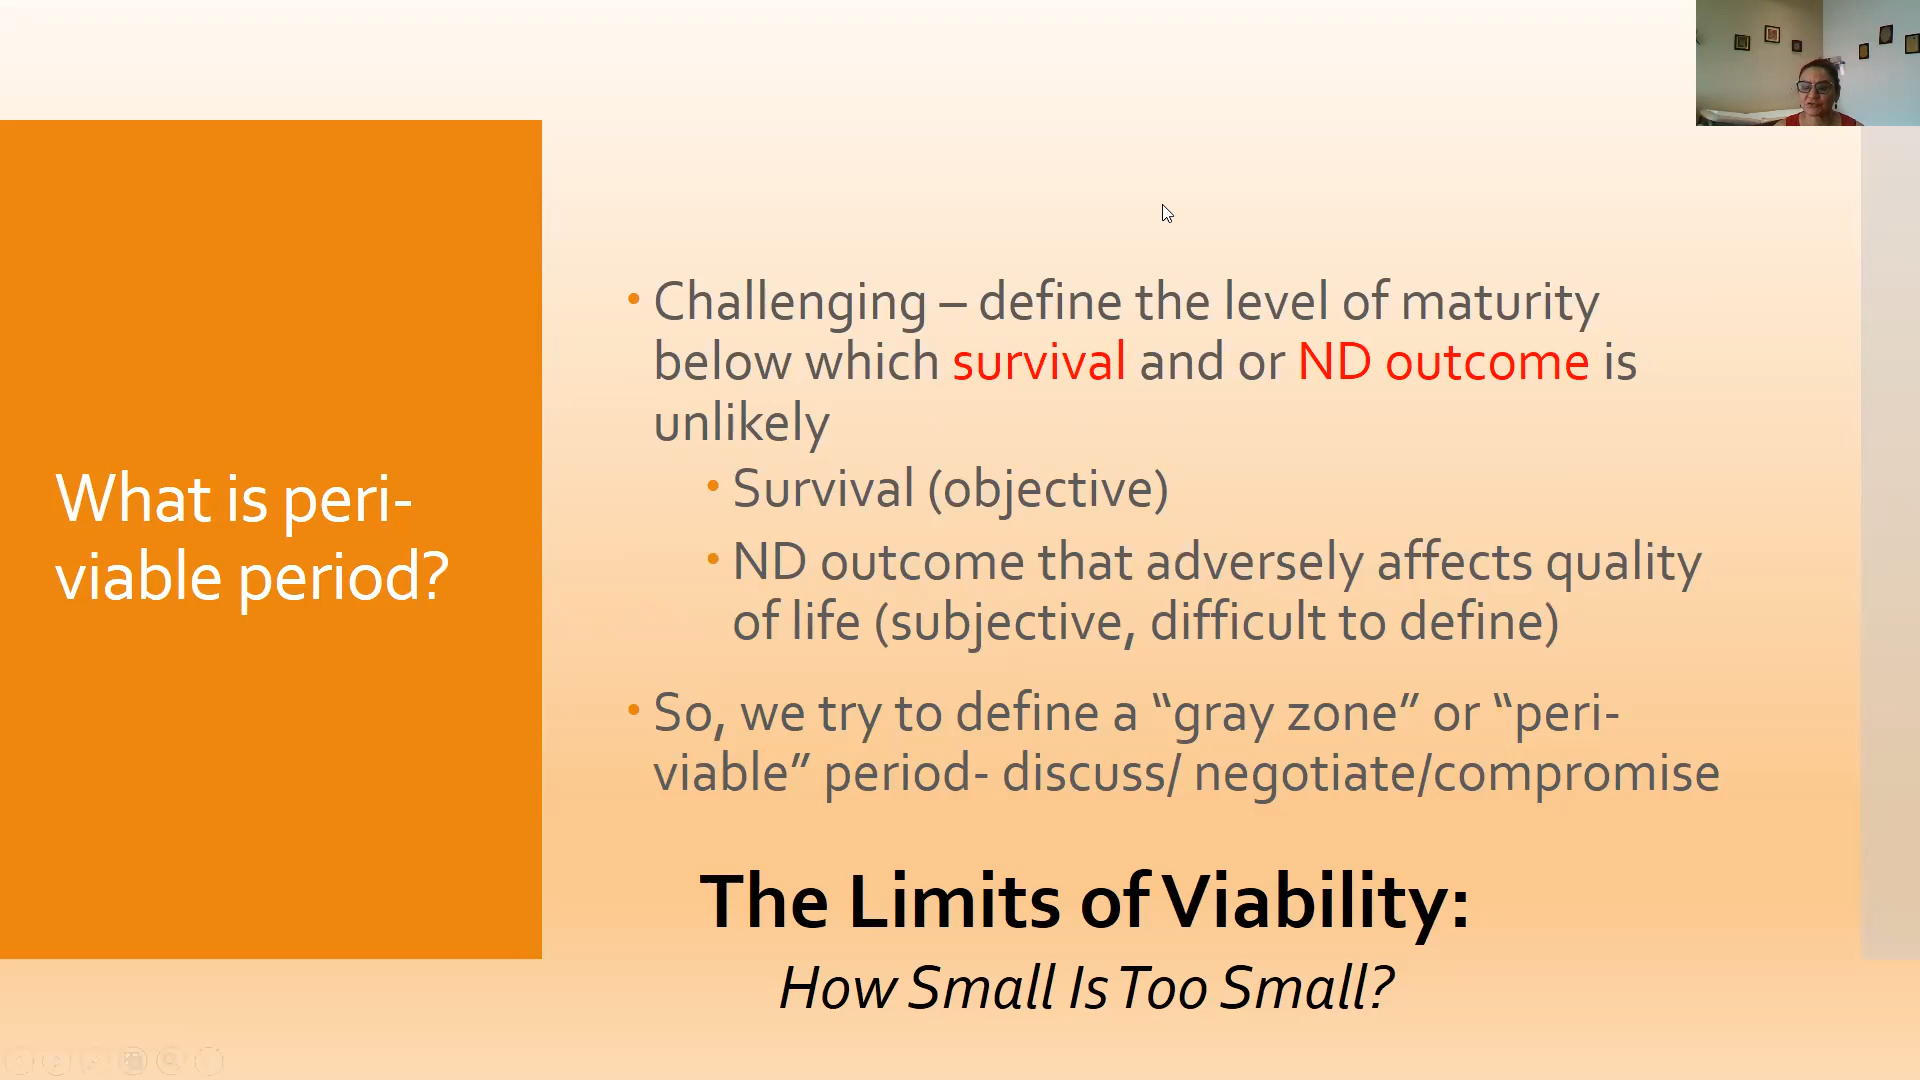 What is peri-
viable period?
• Challenging – define the level of maturity
below which survival and or ND outcome is
unlikely
• Survival (objective)
• ND outcome that adversely affects quality
of life (subjective, difficult to define)
• So, we try to define a “gray zone” or “peri-
viable” period- discuss/ negotiate/compromise
The Limits of Viability:
How Small Is Too Small?